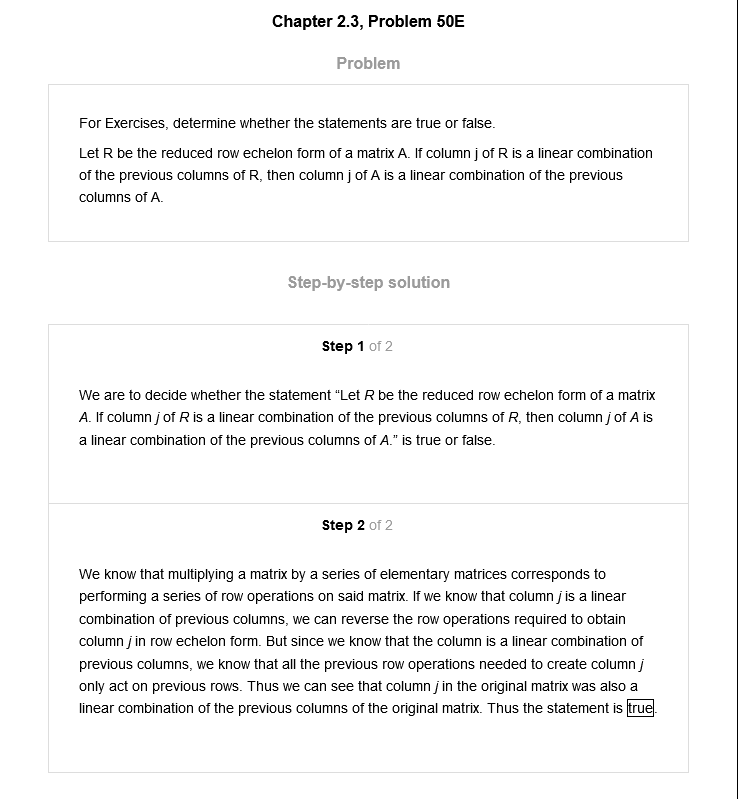 Chapter 2.3, Problem 50E
Problem
For Exercises, determine whether the statements are true or false.
Let R be the reduced row echelon form of a matrix A. If column j of R is a linear combination
of the previous columns of R, then column j of A is a linear combination of the previous
columns of A.
Step-by-step solution
Step 1 of 2
We are to decide whether the statement “Let R be the reduced row echelon form of a matrix
A. If column j of R is a linear combination of the previous columns of R, then column j of A is
a linear combination of the previous columns of A.” is true or false.
Step 2 of 2
We know that multiplying a matrix by a series of elementary matrices corresponds to
performing a series of row operations on said matrix. If we know that column j is a linear
combination of previous columns, we can reverse the row operations required to obtain
column j in row echelon form. But since we know that the column is a linear combination of
previous columns, we know that all the previous row operations needed to create column j
only act on previous rows. Thus we can see that column j in the original matrix was also a
linear combination of the previous columns of the original matrix. Thus the statement is true.